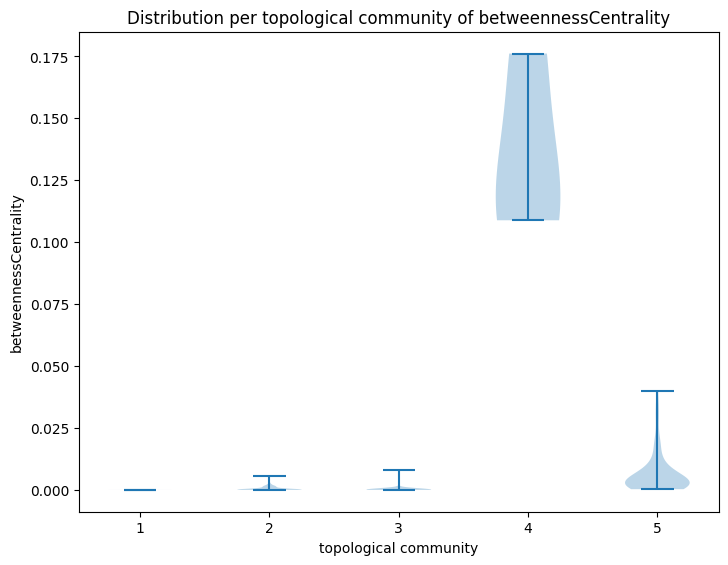 Distribution per topological community of betweennessCentrality
0.175
0.150
0.125
0.100
0.075
0.050
0.025
0.000
betweennessCentrality
1 2 3 4 5
topological community